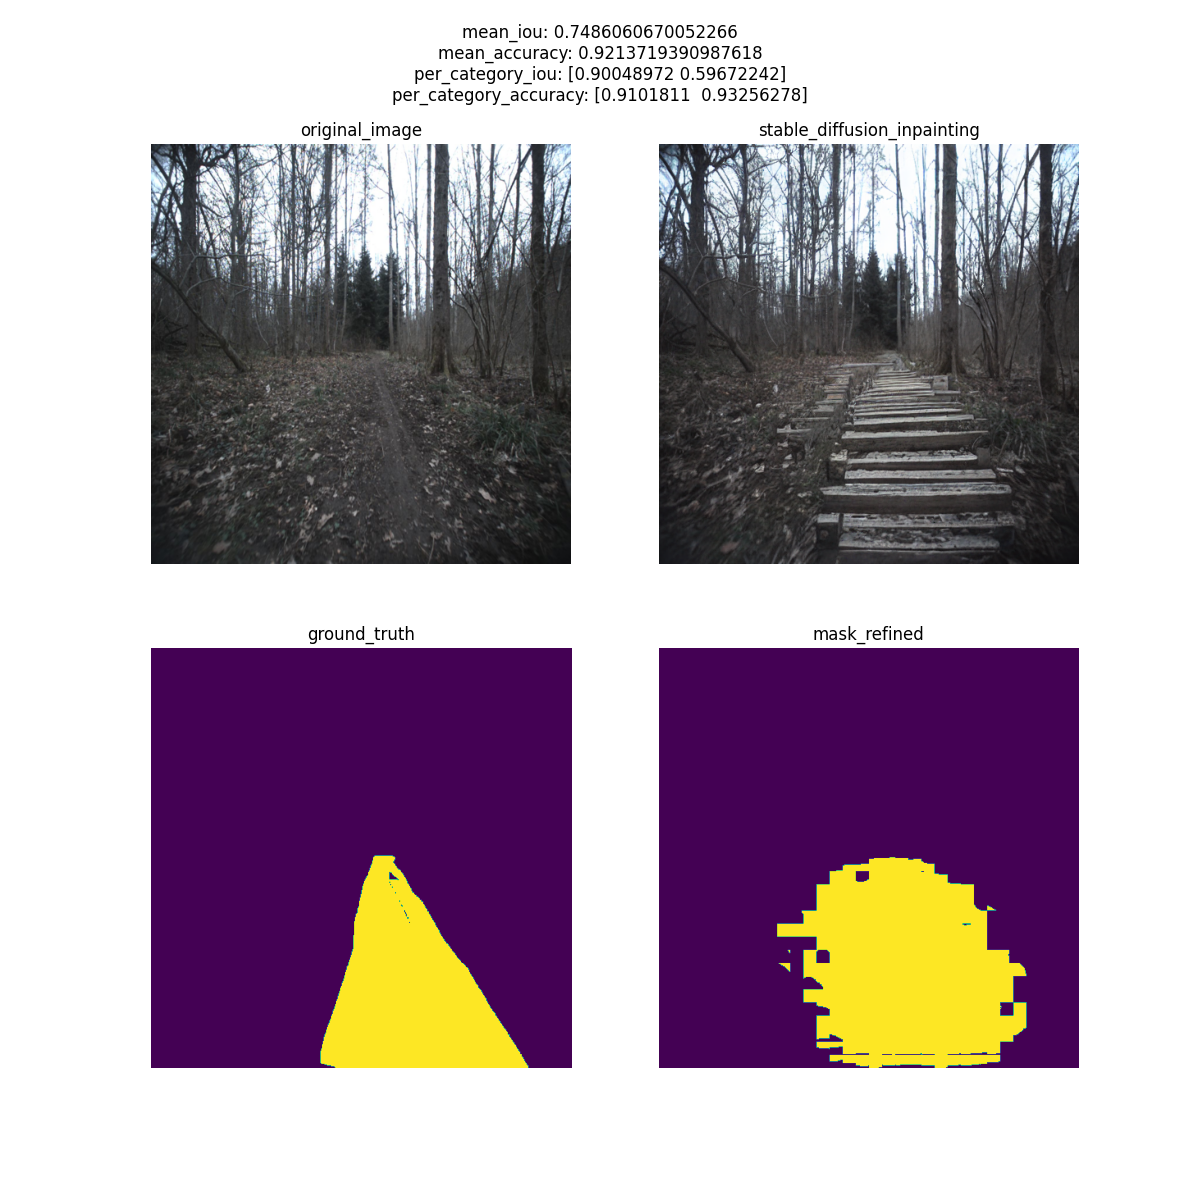 mean_iou: 0.7486060670052266
mean_accuracy: 0.9213719390987618
per_category_iou: [0.90048972 0.59672242]
per_category_accuracy: [0.9101811  0.93256278]
original_image
stable_diffusion_inpainting
ground_truth
mask_refined